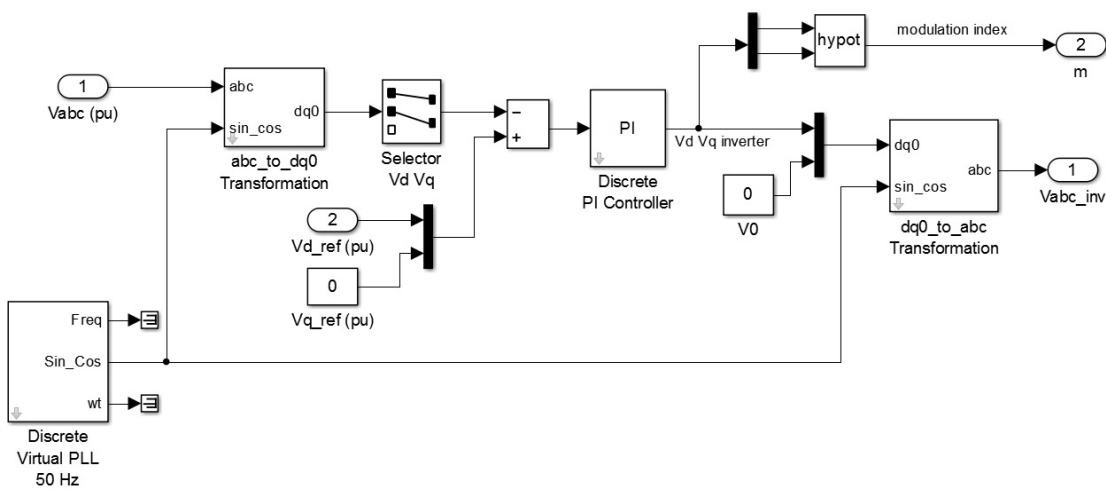 modulation index
hypot
2
m
1
Vabc (pu)
abc
dq0
sin_cos
abc_to_dq0
Transformation
Selector
Vd Vq
−
+
PI
Discrete
PI Controller
Vd Vq inverter
0
V0
dq0
abc
sin_cos
dq0_to_abc
Transformation
1
Vabc_inv
2
Vd_ref (pu)
0
Vq_ref (pu)
Freq
Sin_Cos
wt
Discrete
Virtual PLL
50 Hz